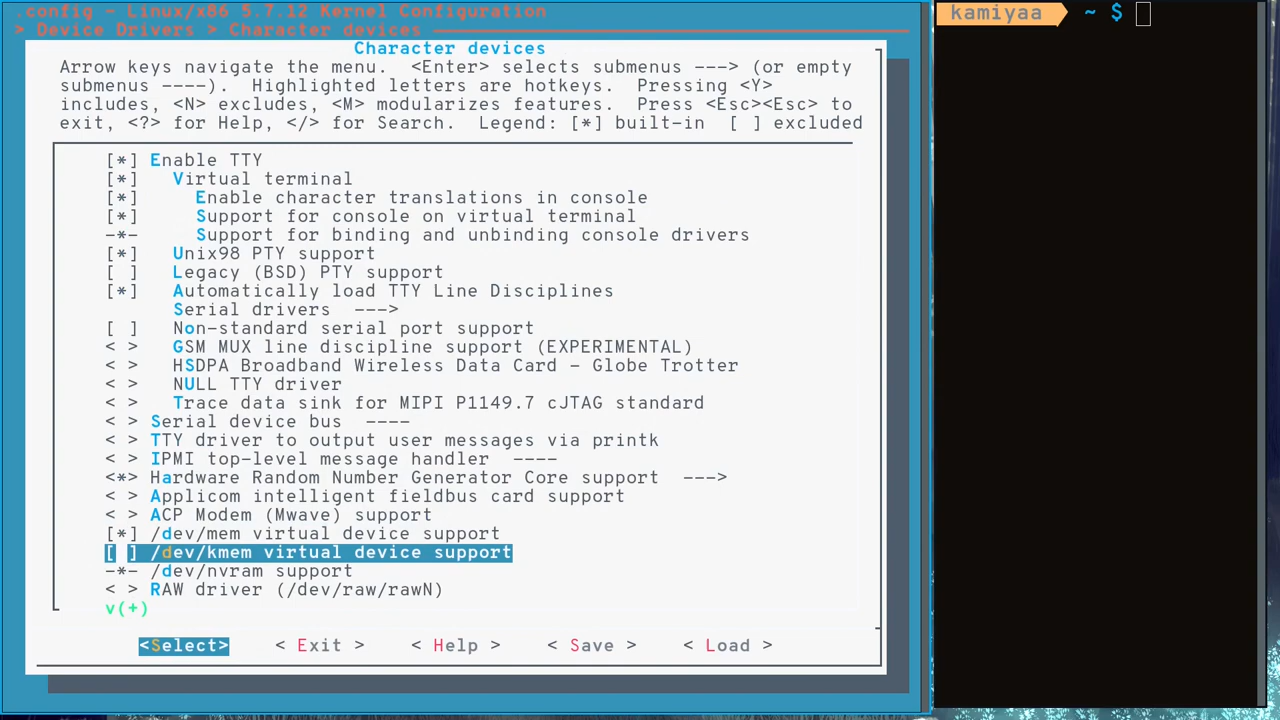 .config - Linux/x86 5.7.12 Kernel Configuration
> Device Drivers > Character devices
Character devices
Arrow keys navigate the menu.  <Enter> selects submenus ---> (or empty
submenus ----).  Highlighted letters are hotkeys.  Pressing <Y>
includes, <N> excludes, <M> modularizes features.  Press <Esc><Esc> to
exit, <?> for Help, </> for Search.  Legend: [*] built-in  [ ] excluded
[*] Enable TTY
[*]   Virtual terminal
[*]     Enable character translations in console
[*]     Support for console on virtual terminal
-*-     Support for binding and unbinding console drivers
[*]   Unix98 PTY support
[ ]   Legacy (BSD) PTY support
[*]   Automatically load TTY Line Disciplines
Serial drivers  --->
[ ]   Non-standard serial port support
< >   GSM MUX line discipline support (EXPERIMENTAL)
< >   HSDPA Broadband Wireless Data Card - Globe Trotter
< >   NULL TTY driver
< >   Trace data sink for MIPI P1149.7 cJTAG standard
< > Serial device bus  ----
< > TTY driver to output user messages via printk
< > IPMI top-level message handler  ----
<*> Hardware Random Number Generator Core support  --->
< > Applicom intelligent fieldbus card support
< > ACP Modem (Mwave) support
[*] /dev/mem virtual device support
[ ] /dev/kmem virtual device support
-*- /dev/nvram support
< > RAW driver (/dev/raw/rawN)
v(+)
<Select>    < Exit >    < Help >    < Save >    < Load >
kamiyaa ~ $